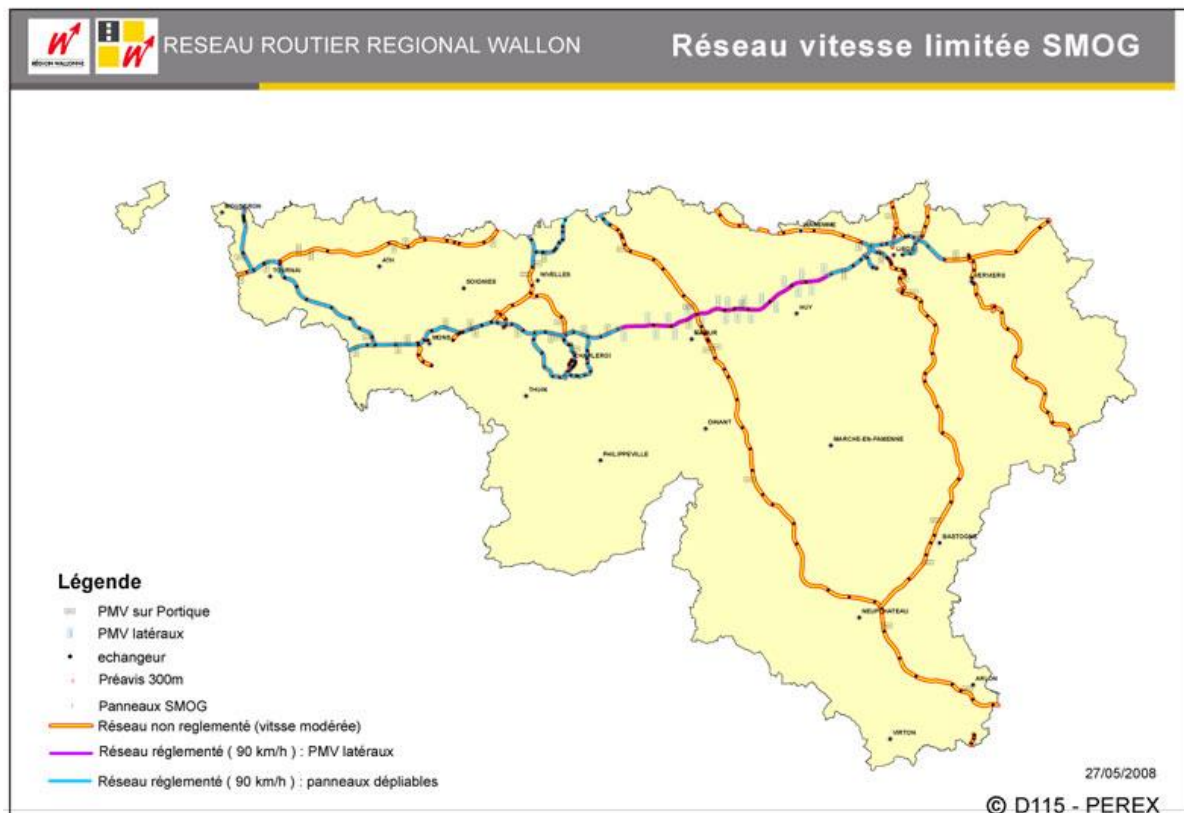 RÉGION WALLONNE
RESEAU ROUTIER REGIONAL WALLON
Réseau vitesse limitée SMOG
MOUSCRON
TOURNAI
ATH
SOIGNIES
NIVELLES
WAREMME
LIEGE
VERVIERS
HUY
MONS
NAMUR
CHARLEROI
THUIN
DINANT
MARCHE-EN-FAMENNE
PHILIPPEVILLE
BASTOGNE
NEUFCHATEAU
ARLON
VIRTON
Légende
PMV sur Portique
PMV latéraux
echangeur
Préavis 300m
Panneaux SMOG
Réseau non reglementé (vitsse modérée)
Réseau réglementé ( 90 km/h ) : PMV latéraux
Réseau réglementé ( 90 km/h ) : panneaux dépliables
27/05/2008
© D115 - PEREX